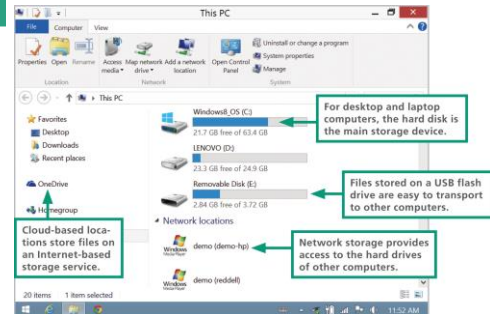 This PC
File Computer View
Properties Open Rename Access media Map network drive Add a network location Open Control Panel
Uninstall or change a program
System properties
Manage
Location Network System
This PC
Favorites
Desktop
Downloads
Recent places
OneDrive
Homegroup
Windows8_OS (C:)
21.7 GB free of 63.4 GB
LENOVO (D:)
23.3 GB free of 24.9 GB
Removable Disk (E:)
2.84 GB free of 3.72 GB
Network locations
demo (demo-hp)
demo (reddell)
For desktop and laptop
computers, the hard disk is
the main storage device.
Files stored on a USB flash
drive are easy to transport
to other computers.
Network storage provides
access to the hard drives
of other computers.
Cloud-based loca-
tions store files on
an Internet-based
storage service.
20 items 1 item selected
11:52 AM